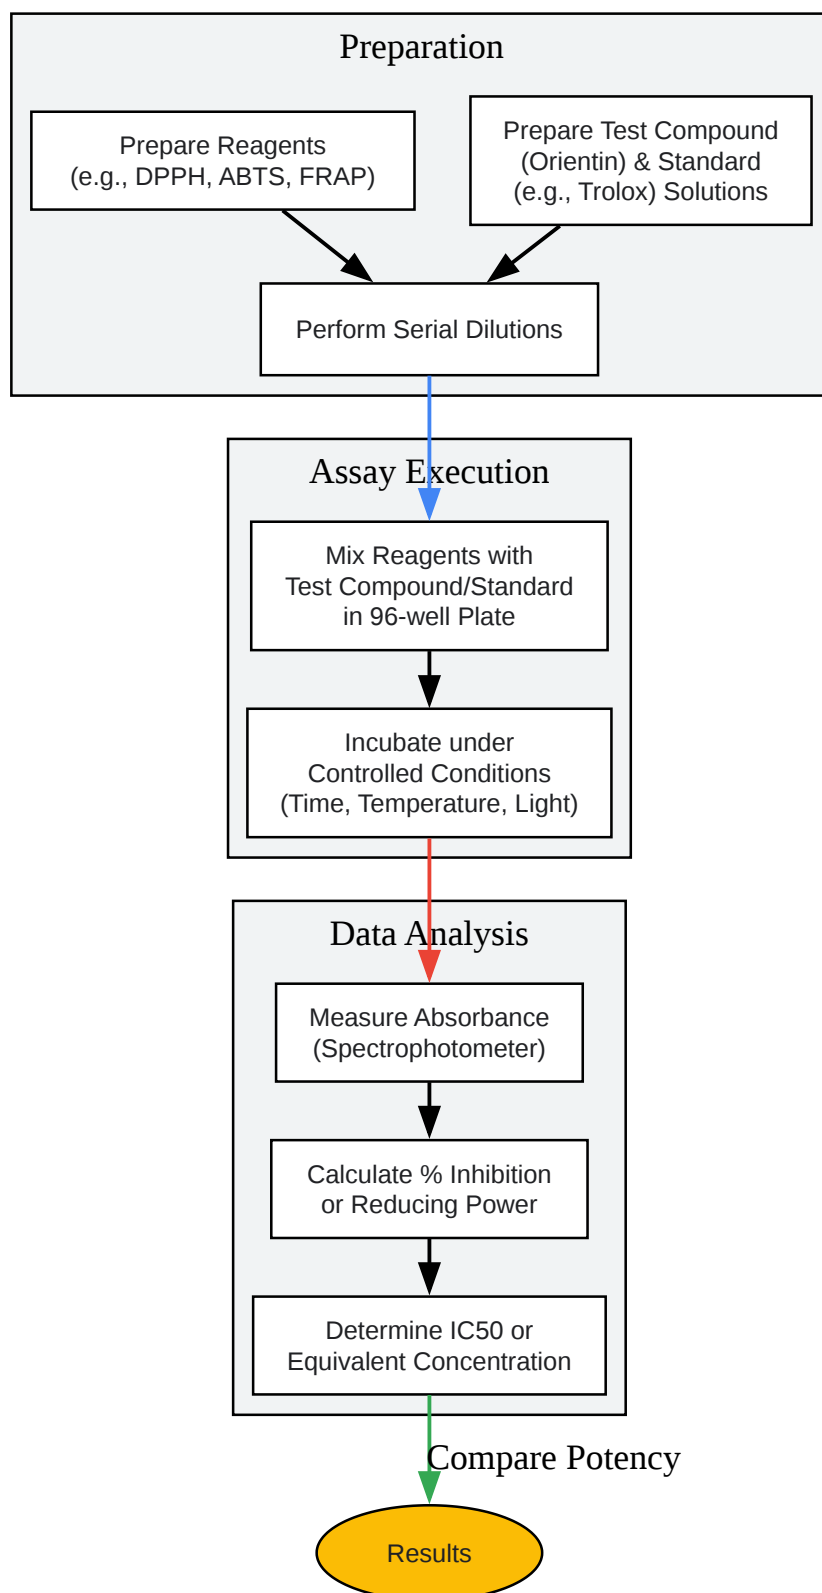 Preparation
Prepare Reagents
(e.g., DPPH, ABTS, FRAP)
Prepare Test Compound
(Orientin) & Standard
(e.g., Trolox) Solutions
Perform Serial Dilutions
Assay Execution
Mix Reagents with
Test Compound/Standard
in 96-well Plate
Incubate under
Controlled Conditions
(Time, Temperature, Light)
Data Analysis
Measure Absorbance
(Spectrophotometer)
Calculate % Inhibition
or Reducing Power
Determine IC50 or
Equivalent Concentration
Compare Potency
Results